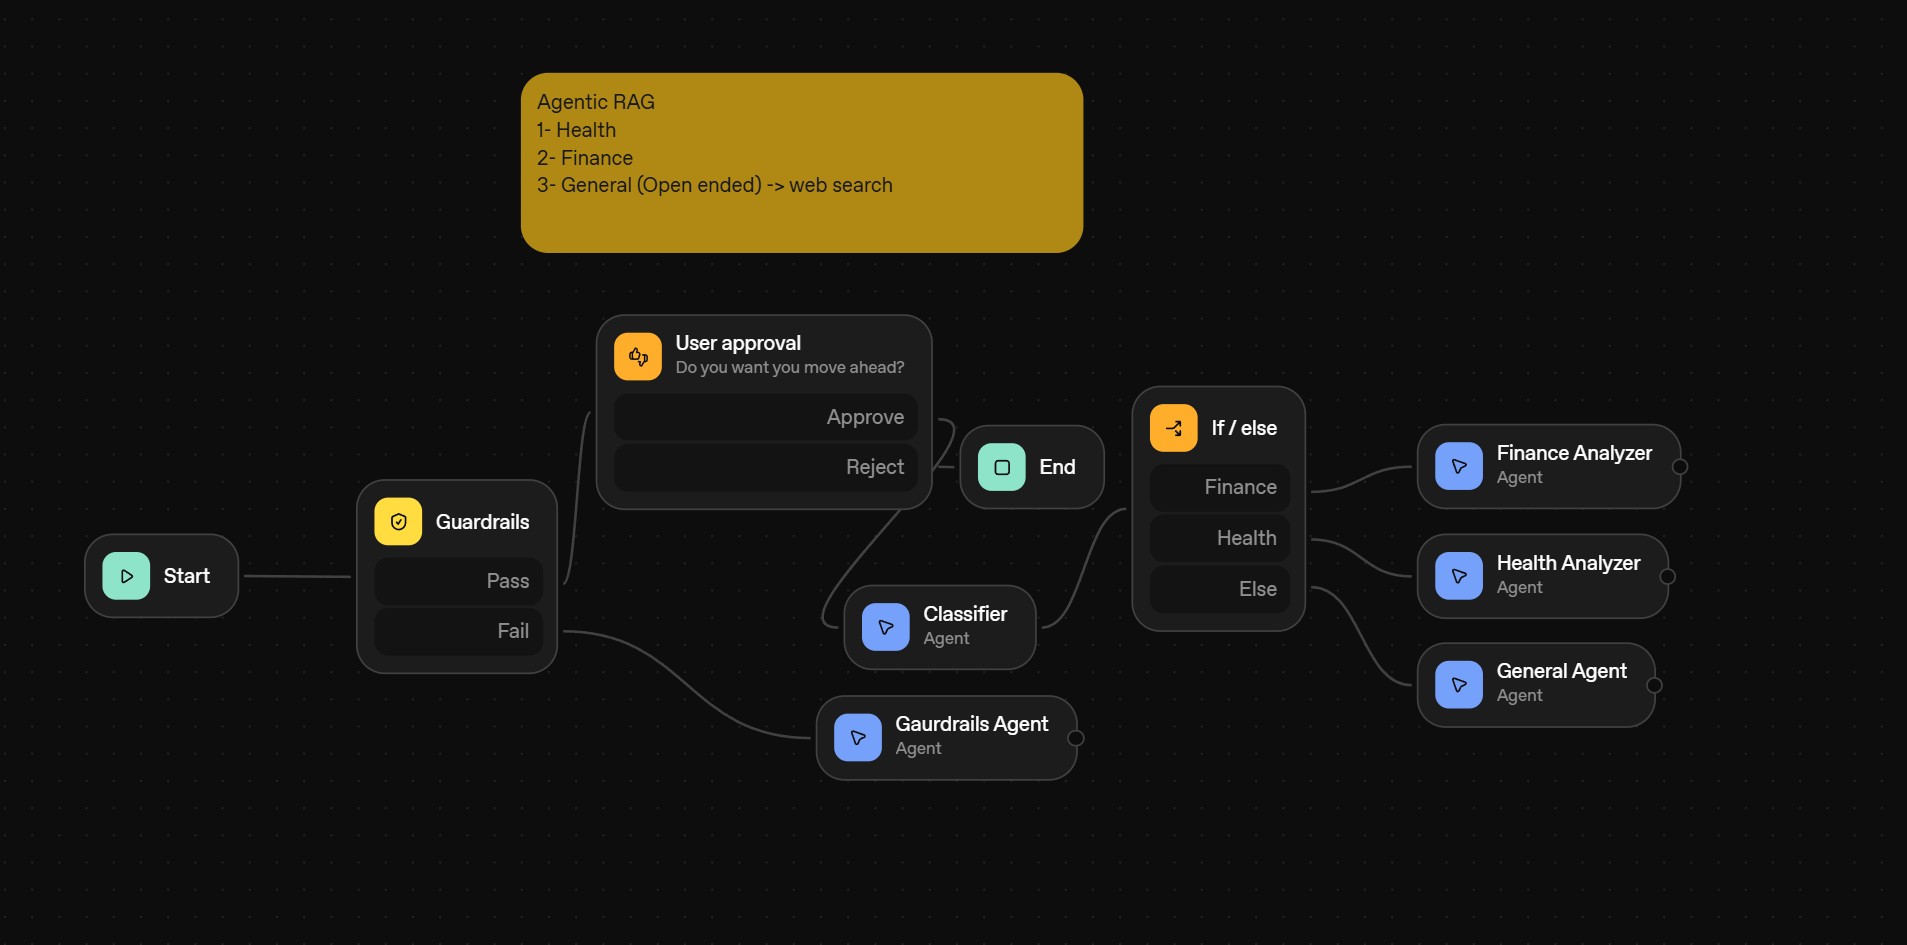 Agentic RAG
1- Health
2- Finance
3- General (Open ended) -> web search
User approval
Do you want you move ahead?
Approve
Reject
End
If / else
Finance
Health
Else
Finance Analyzer
Agent
Health Analyzer
Agent
General Agent
Agent
Guardrails
Pass
Fail
Start
Classifier
Agent
Gaurdrails Agent
Agent